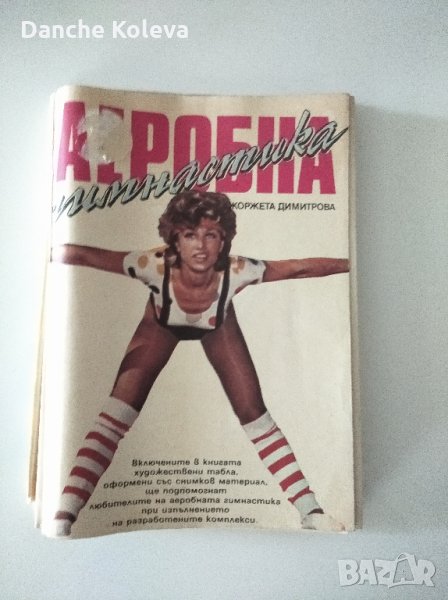 Danche Koleva
АЕРОБНА
гимнастика
ЖОРЖЕТА ДИМИТРОВА
Включените в книгата
художествени табла,
оформени със снимков материал,
ще подпомогнат
любителите на аеробната гимнастика
при изпълнението
на разработените комплекси.
BAZAR